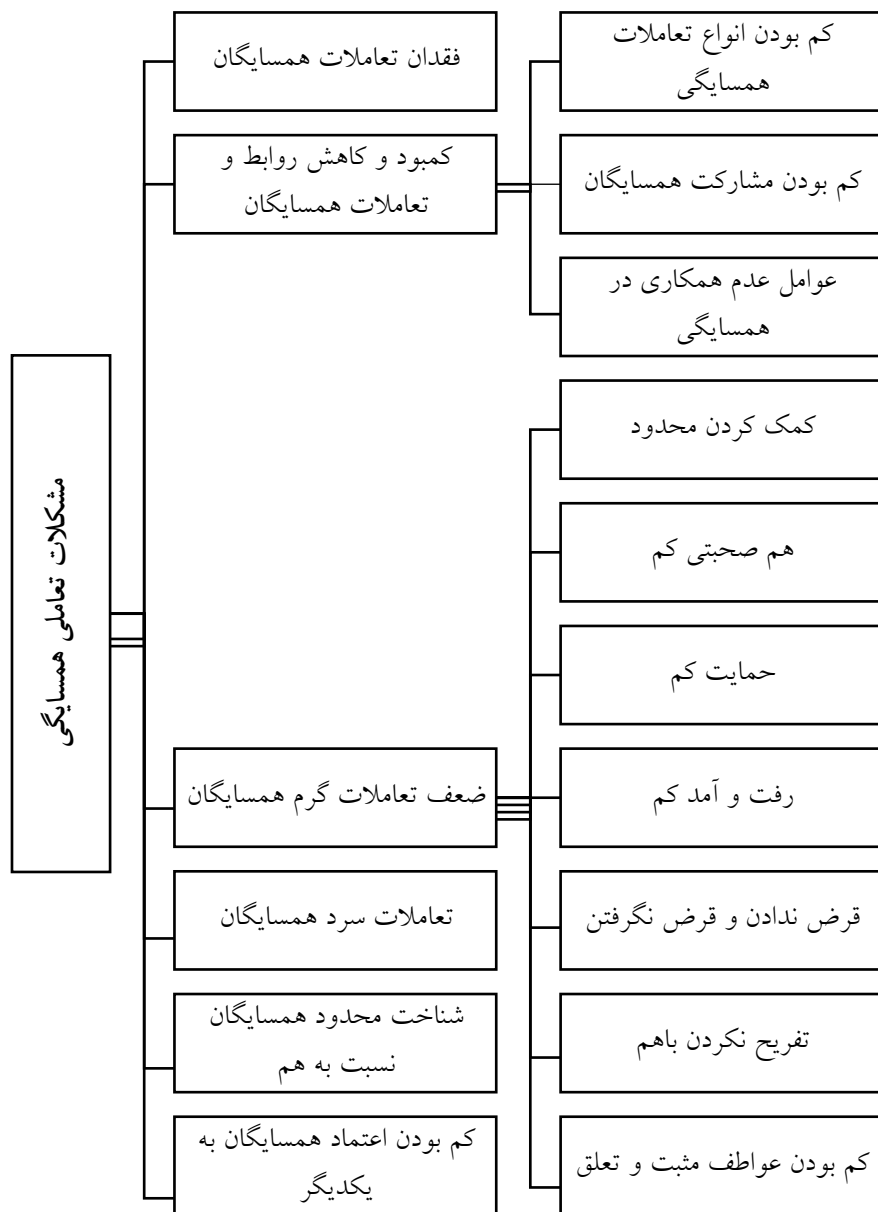 مشکلات تعاملی همسایگی
فقدان تعاملات همسایگان
کمبود و کاهش روابط و
تعاملات همسایگان
کم بودن انواع تعاملات
همسایگی
کم بودن مشارکت همسایگان
عوامل عدم همکاری در
همسایگی
ضعف تعاملات گرم همسایگان
کمک کردن محدود
هم صحبتی کم
حمایت کم
رفت و آمد کم
قرض ندادن و قرض نگرفتن
تفریح نکردن باهم
کم بودن عواطف مثبت و تعلق
تعاملات سرد همسایگان
شناخت محدود همسایگان
نسبت به هم
کم بودن اعتماد همسایگان به
یکدیگر